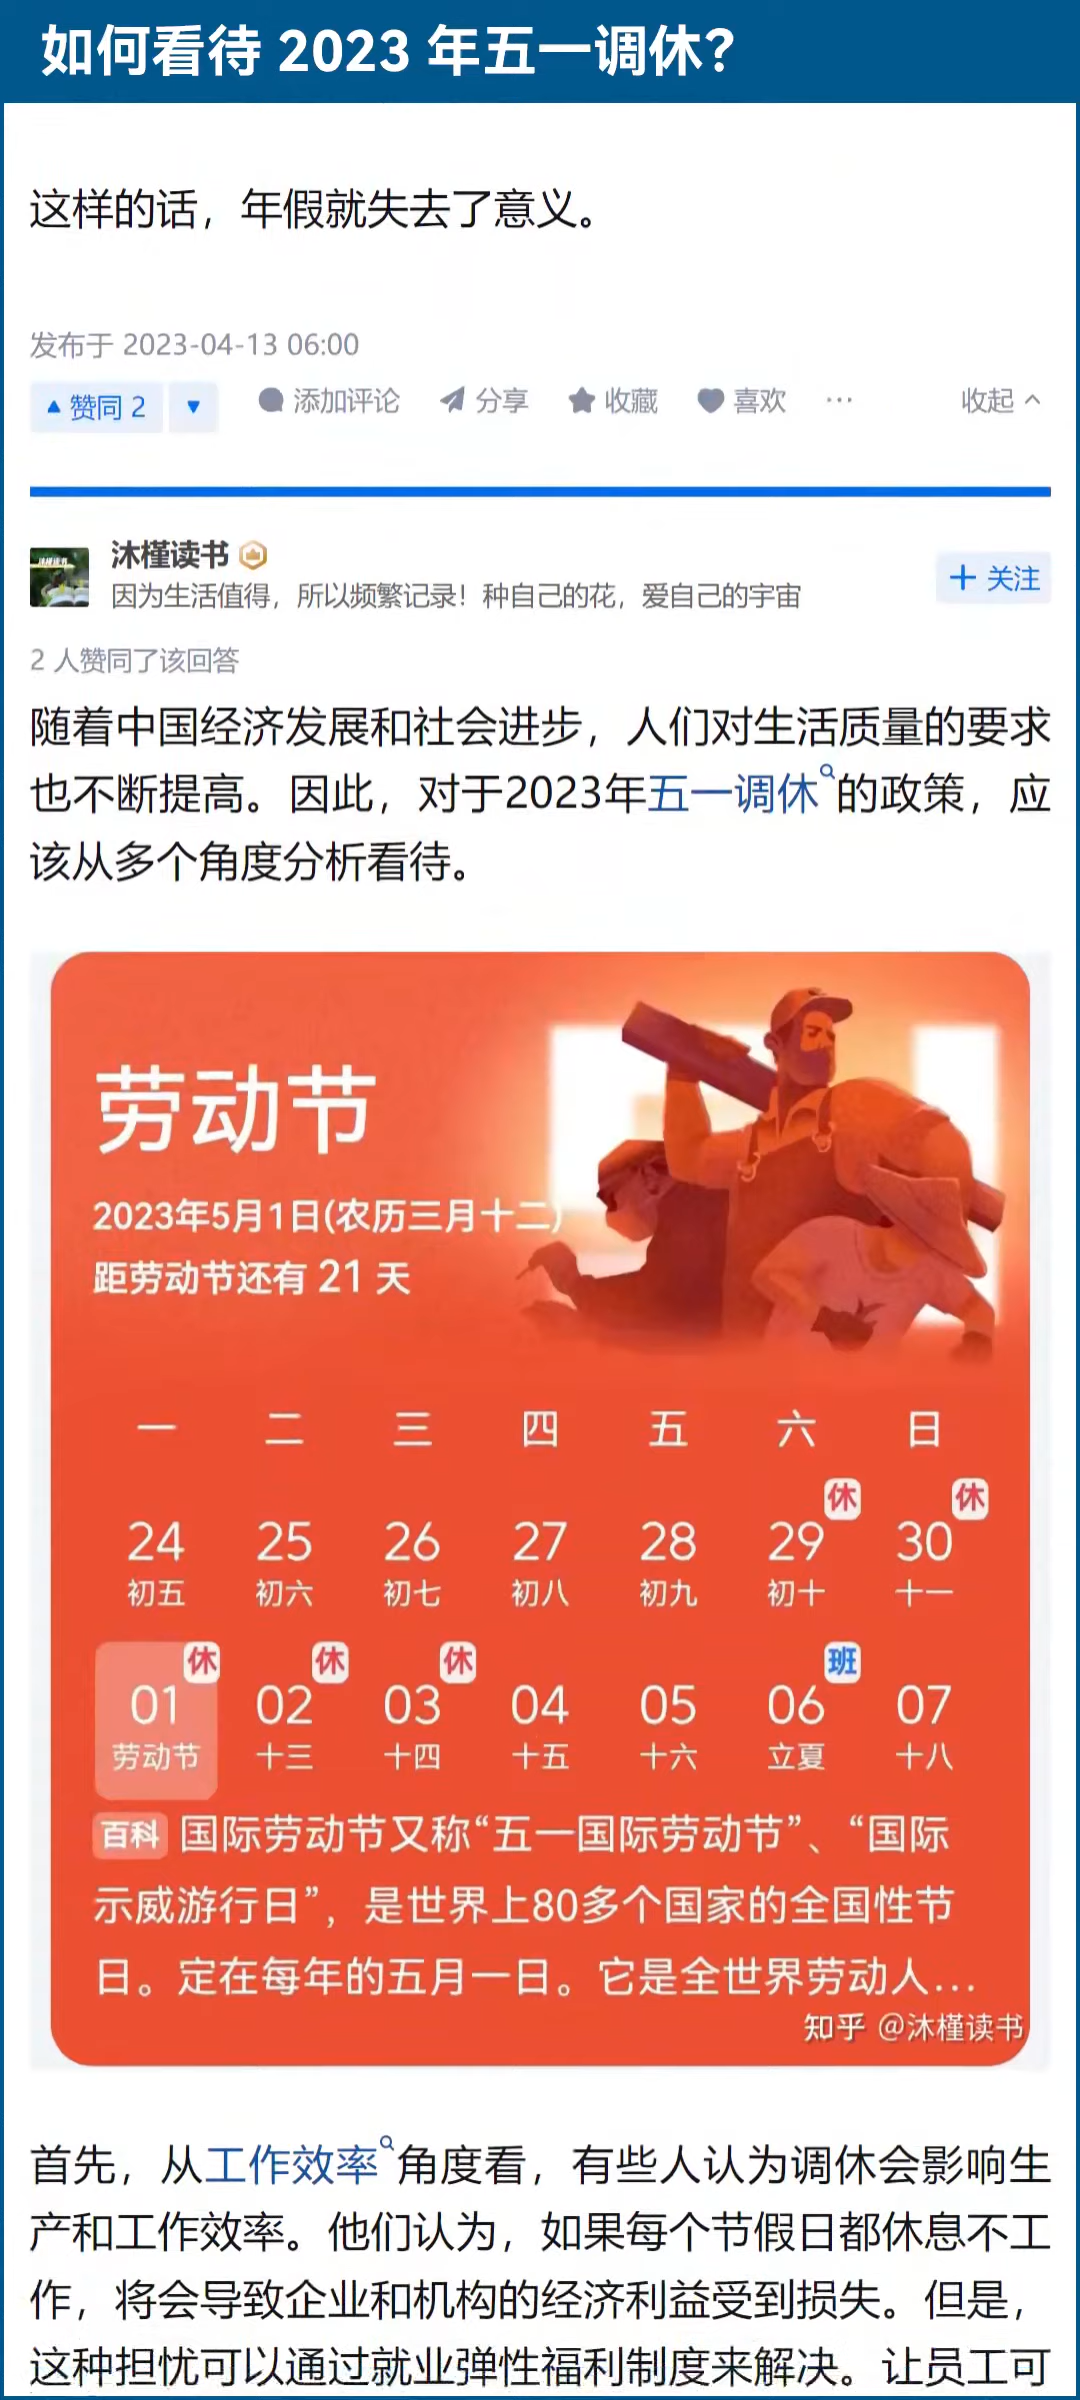 如何看待 2023 年五一调休？
这样的话，年假就失去了意义。
发布于 2023-04-13 06:00
赞同 2 添加评论 分享 收藏 喜欢 ··· 收起
沐槿读书
因为生活值得，所以频繁记录！种自己的花，爱自己的宇宙
+ 关注
2 人赞同了该回答
随着中国经济发展和社会进步，人们对生活质量的要求
也不断提高。因此，对于2023年五一调休的政策，应
该从多个角度分析看待。
劳动节
2023年5月1日(农历三月十二)
距劳动节还有 21 天
一 二 三 四 五 六 日
休 休
24 25 26 27 28 29 30
初五 初六 初七 初八 初九 初十 十一
休 休 休 班
01 02 03 04 05 06 07
劳动节 十三 十四 十五 十六 立夏 十八
百科 国际劳动节又称“五一国际劳动节”、“国际
示威游行日”，是世界上80多个国家的全国性节
日。定在每年的五月一日。它是全世界劳动人...
知乎 @沐槿读书
首先，从工作效率角度看，有些人认为调休会影响生
产和工作效率。他们认为，如果每个节假日都休息不工
作，将会导致企业和机构的经济利益受到损失。但是，
这种担忧可以通过就业弹性福利制度来解决。让员工可